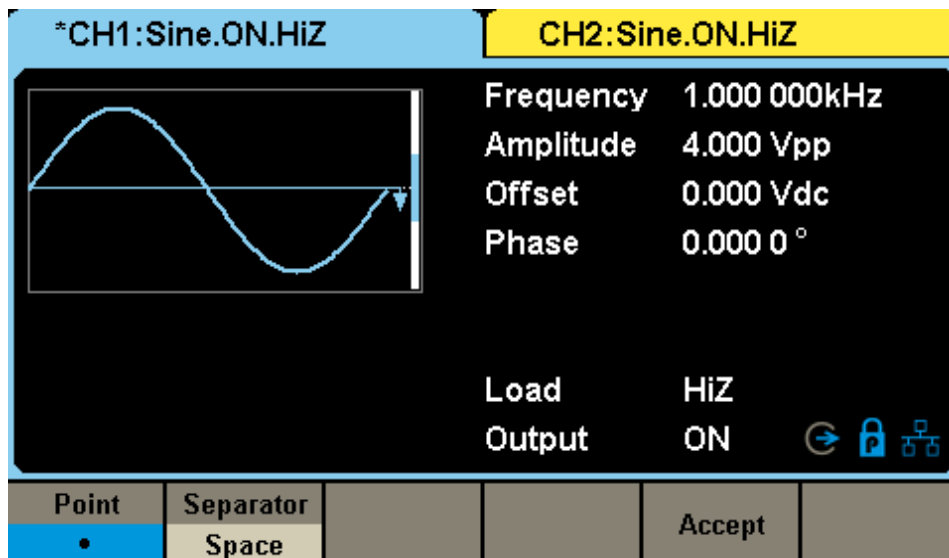 *CH1:Sine.ON.HiZ
CH2:Sine.ON.HiZ
Frequency 1.000 000kHz
Amplitude 4.000 Vpp
Offset 0.000 Vdc
Phase 0.000 0 °
Load HiZ
Output ON
P
Point Separator
• Space
Accept